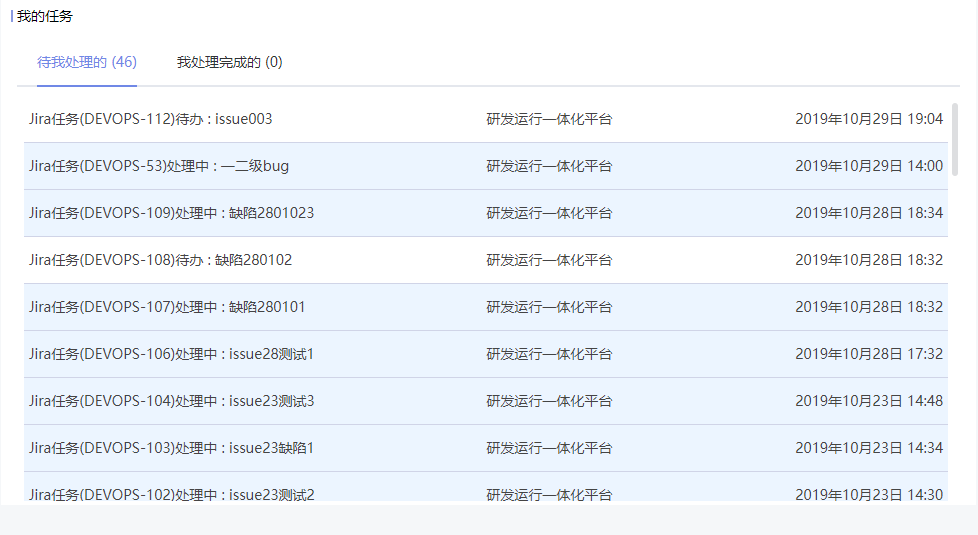 我的任务
待我处理的 (46) 我处理完成的 (0)
Jira任务(DEVOPS-112)待办 : issue003 研发运行一体化平台 2019年10月29日 19:04
Jira任务(DEVOPS-53)处理中 : 一二级bug 研发运行一体化平台 2019年10月29日 14:00
Jira任务(DEVOPS-109)处理中 : 缺陷2801023 研发运行一体化平台 2019年10月28日 18:34
Jira任务(DEVOPS-108)待办 : 缺陷280102 研发运行一体化平台 2019年10月28日 18:32
Jira任务(DEVOPS-107)处理中 : 缺陷280101 研发运行一体化平台 2019年10月28日 18:32
Jira任务(DEVOPS-106)处理中 : issue28测试1 研发运行一体化平台 2019年10月28日 17:32
Jira任务(DEVOPS-104)处理中 : issue23测试3 研发运行一体化平台 2019年10月23日 14:48
Jira任务(DEVOPS-103)处理中 : issue23缺陷1 研发运行一体化平台 2019年10月23日 14:34
Jira任务(DEVOPS-102)处理中 : issue23测试2 研发运行一体化平台 2019年10月23日 14:30